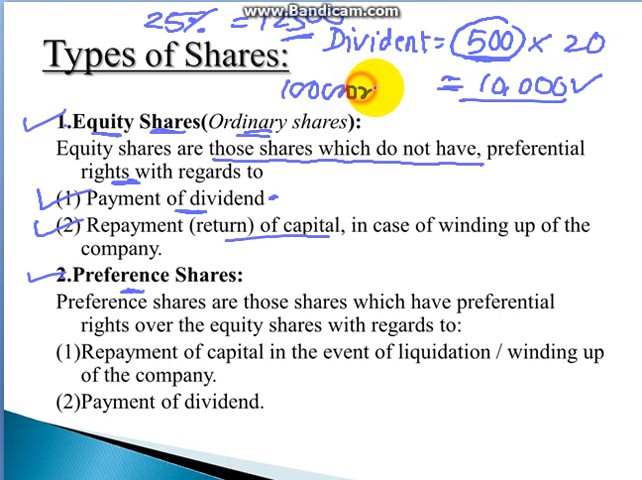 www.Bandicam.com
25% = 12500
Divident = 500 x 20
Types of Shares:
= 10,000
1.Equity Shares(Ordinary shares):
Equity shares are those shares which do not have, preferential
rights with regards to
(1) Payment of dividend
(2) Repayment (return) of capital, in case of winding up of the
company.
2.Preference Shares:
Preference shares are those shares which have preferential
rights over the equity shares with regards to:
(1)Repayment of capital in the event of liquidation / winding up
of the company.
(2)Payment of dividend.